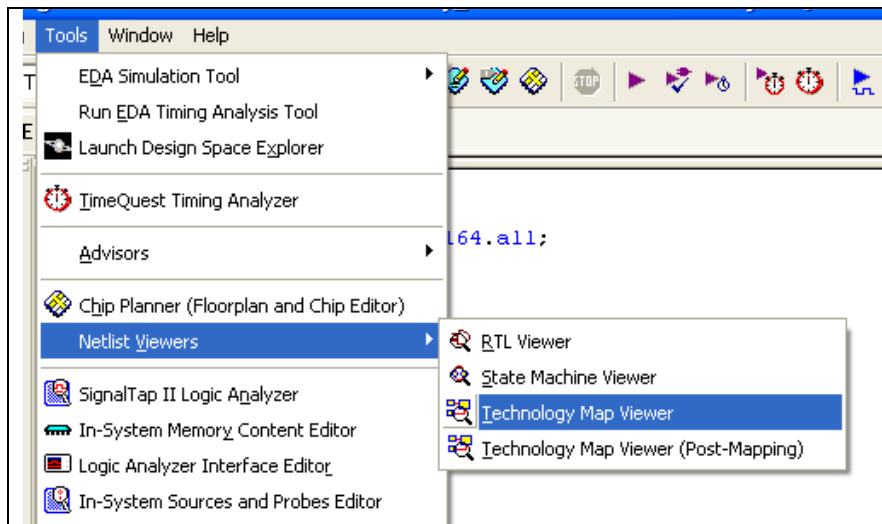 Tools Window Help
EDA Simulation Tool
STOP
T
Run EDA Timing Analysis Tool
E
Launch Design Space Explorer
TimeQuest Timing Analyzer
164.all;
Advisors
Chip Planner (Floorplan and Chip Editor)
Netlist Viewers
RTL Viewer
State Machine Viewer
Technology Map Viewer
Technology Map Viewer (Post-Mapping)
SignalTap II Logic Analyzer
In-System Memory Content Editor
Logic Analyzer Interface Editor
In-System Sources and Probes Editor